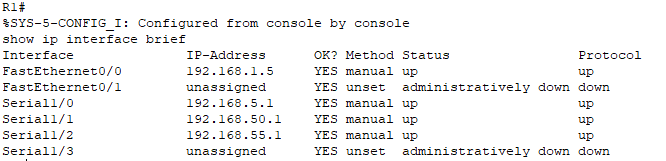 R1#
%SYS-5-CONFIG_I: Configured from console by console
show ip interface brief
Interface IP-Address OK? Method Status Protocol
FastEthernet0/0 192.168.1.5 YES manual up up
FastEthernet0/1 unassigned YES unset administratively down down
Serial1/0 192.168.5.1 YES manual up up
Serial1/1 192.168.50.1 YES manual up up
Serial1/2 192.168.55.1 YES manual up up
Serial1/3 unassigned YES unset administratively down down